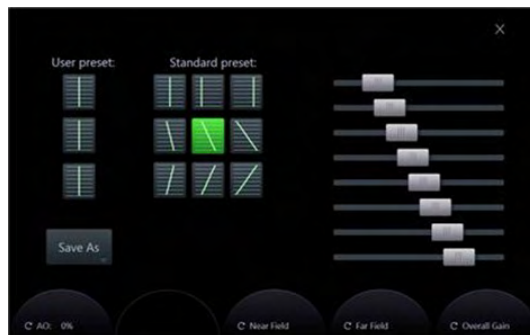 User preset:
Standard preset:
Save As
AO: 0%
Near Field
Far Field
Overall Gain